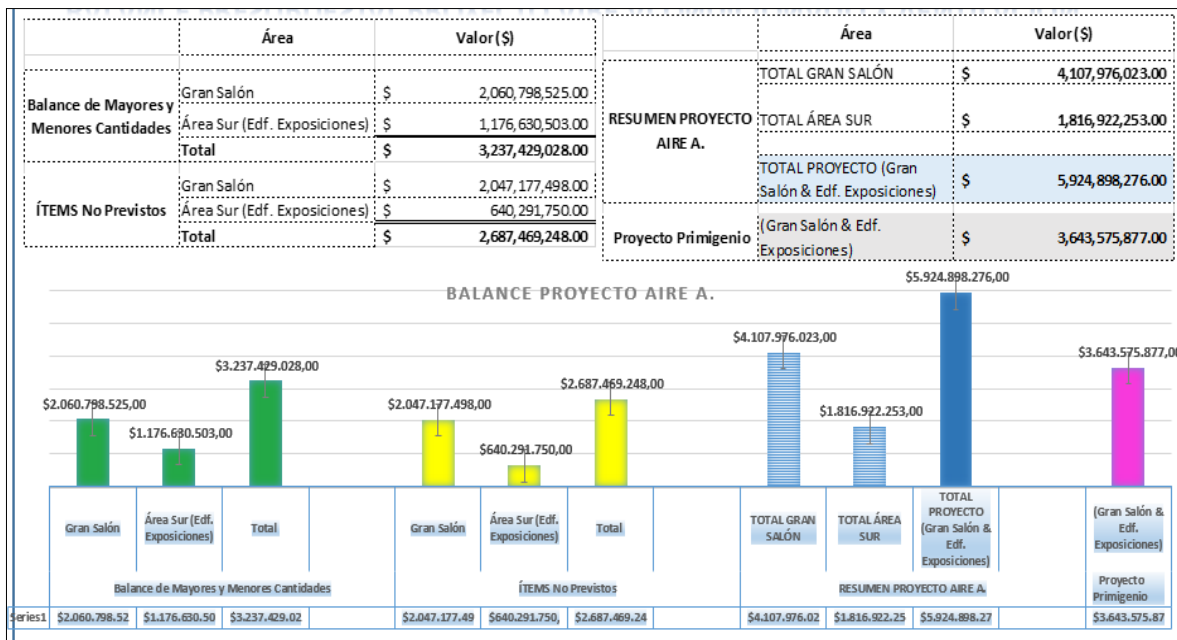 Área Valor($)
Balance de Mayores y Menores Cantidades
Gran Salón $ 2,060,798,525.00
Área Sur (Edf. Exposiciones) $ 1,176,630,503.00
Total $ 3,237,429,028.00
ÍTEMS No Previstos
Gran Salón $ 2,047,177,498.00
Área Sur (Edf. Exposiciones) $ 640,291,750.00
Total $ 2,687,469,248.00
Área Valor($)
RESUMEN PROYECTO AIRE A.
TOTAL GRAN SALÓN $ 4,107,976,023.00
TOTAL ÁREA SUR $ 1,816,922,253.00
TOTAL PROYECTO (Gran Salón & Edf. Exposiciones) $ 5,924,898,276.00
Proyecto Primigenio
(Gran Salón & Edf. Exposiciones) $ 3,643,575,877.00
BALANCE PROYECTO AIRE A.
$2.060.798.525,00
$1.176.630.503,00
$3.237.429.028,00
$2.047.177.498,00
$640.291.750,00
$2.687.469.248,00
$4.107.976.023,00
$1.816.922.253,00
$5.924.898.276,00
$3.643.575.877,00
Gran Salón
Área Sur (Edf. Exposiciones)
Total
Gran Salón
Área Sur (Edf. Exposiciones)
Total
TOTAL GRAN SALÓN
TOTAL ÁREA SUR
TOTAL PROYECTO (Gran Salón & Edf. Exposiciones)
(Gran Salón & Edf. Exposiciones)
Balance de Mayores y Menores Cantidades
ÍTEMS No Previstos
RESUMEN PROYECTO AIRE A.
Proyecto Primigenio
Series1 $2.060.798.52 $1.176.630.50 $3.237.429.02 $2.047.177.49 $640.291.750, $2.687.469.24 $4.107.976.02 $1.816.922.25 $5.924.898.27 $3.643.575.87